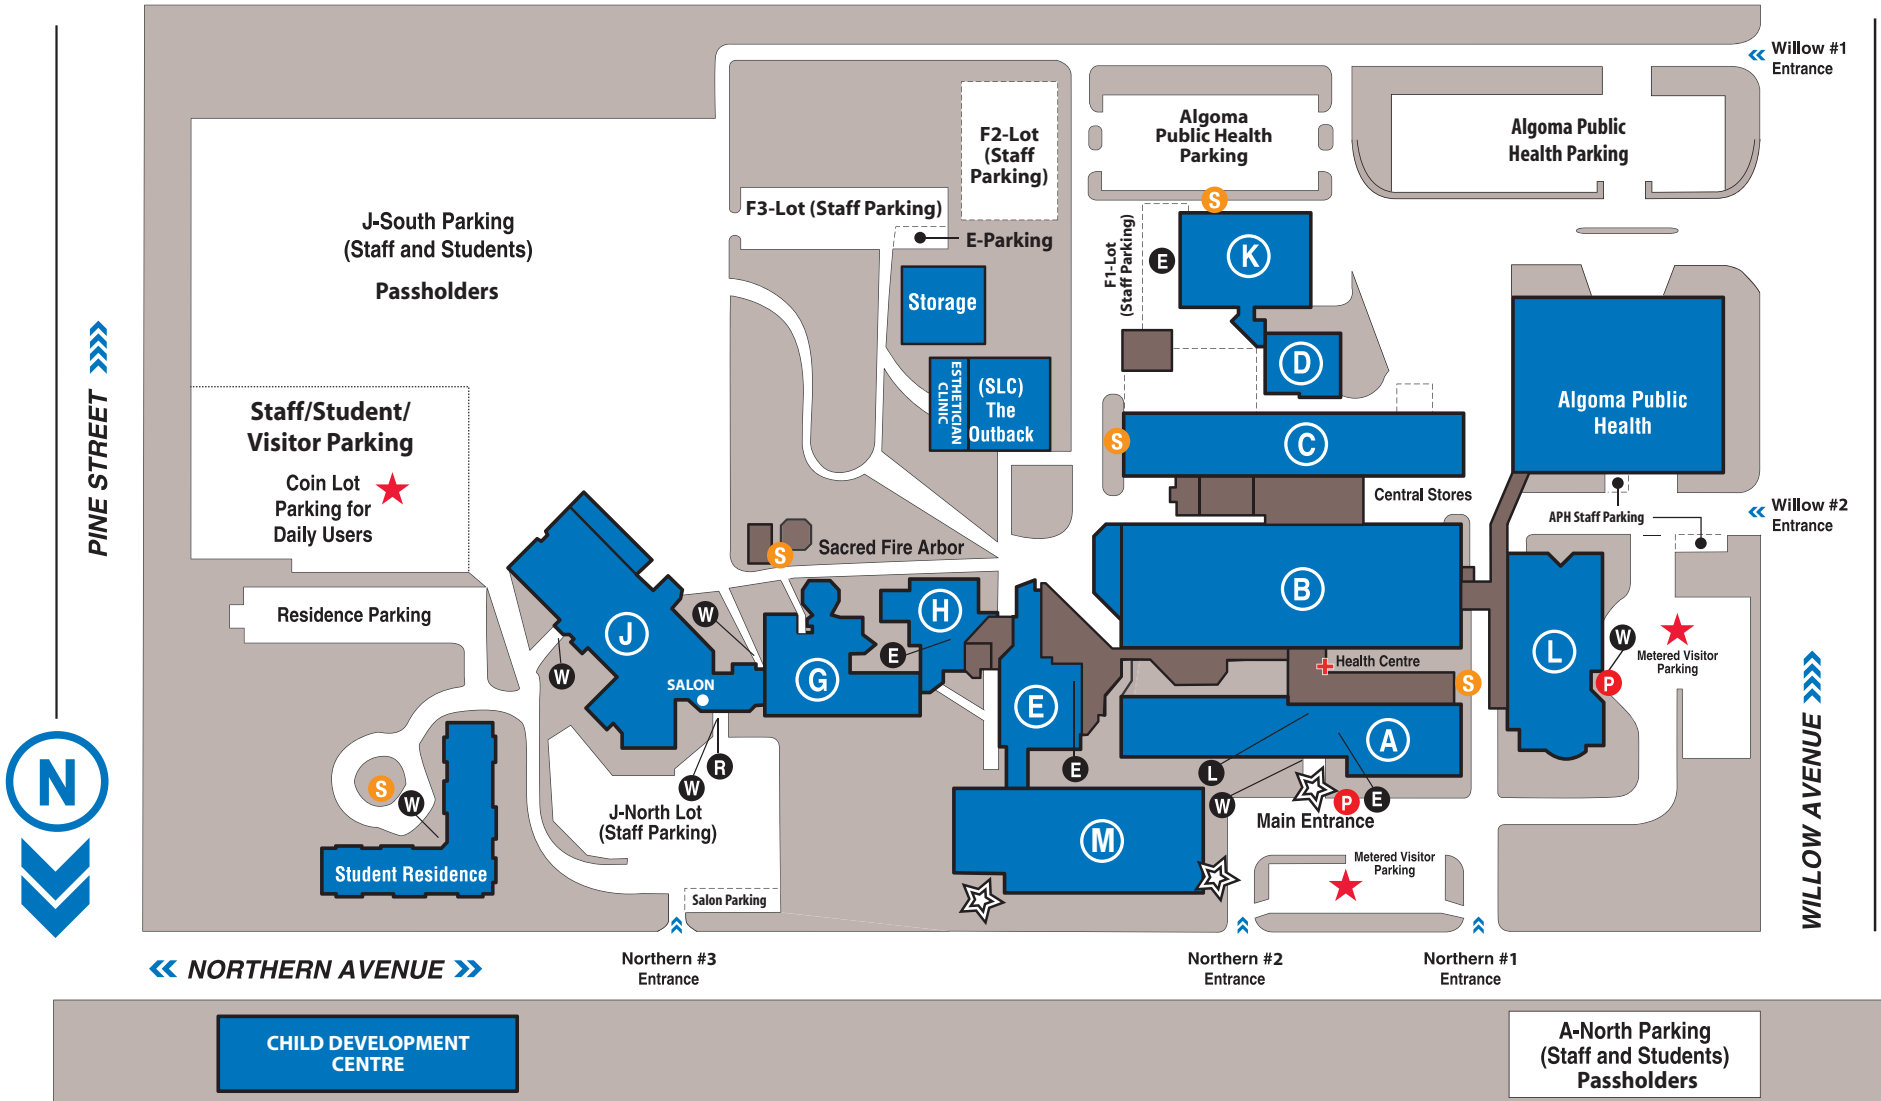 Willow #1
Entrance
Algoma
Public Health
Parking
Algoma Public
Health Parking
F2-Lot
(Staff
Parking)
F3-Lot (Staff Parking)
E-Parking
J-South Parking
(Staff and Students)
Passholders
S
F1-Lot
(Staff Parking)
E
K
Storage
D
ESTHETICIAN
CLINIC
(SLC)
The
Outback
Algoma Public
Health
PINE STREET
Staff/Student/
Visitor Parking
Coin Lot
Parking for
Daily Users
S
C
Central Stores
APH Staff Parking
Willow #2
Entrance
Sacred Fire Arbor
S
B
Residence Parking
J
W
W
H
E
G
SALON
E
E
Health Centre
S
L
W
P
Metered Visitor
Parking
A
L
W
P
E
Main Entrance
WILLOW AVENUE
N
S
W
R
W
J-North Lot
(Staff Parking)
M
Student Residence
Salon Parking
Metered Visitor
Parking
NORTHERN AVENUE
Northern #3
Entrance
Northern #2
Entrance
Northern #1
Entrance
CHILD DEVELOPMENT
CENTRE
A-North Parking
(Staff and Students)
Passholders